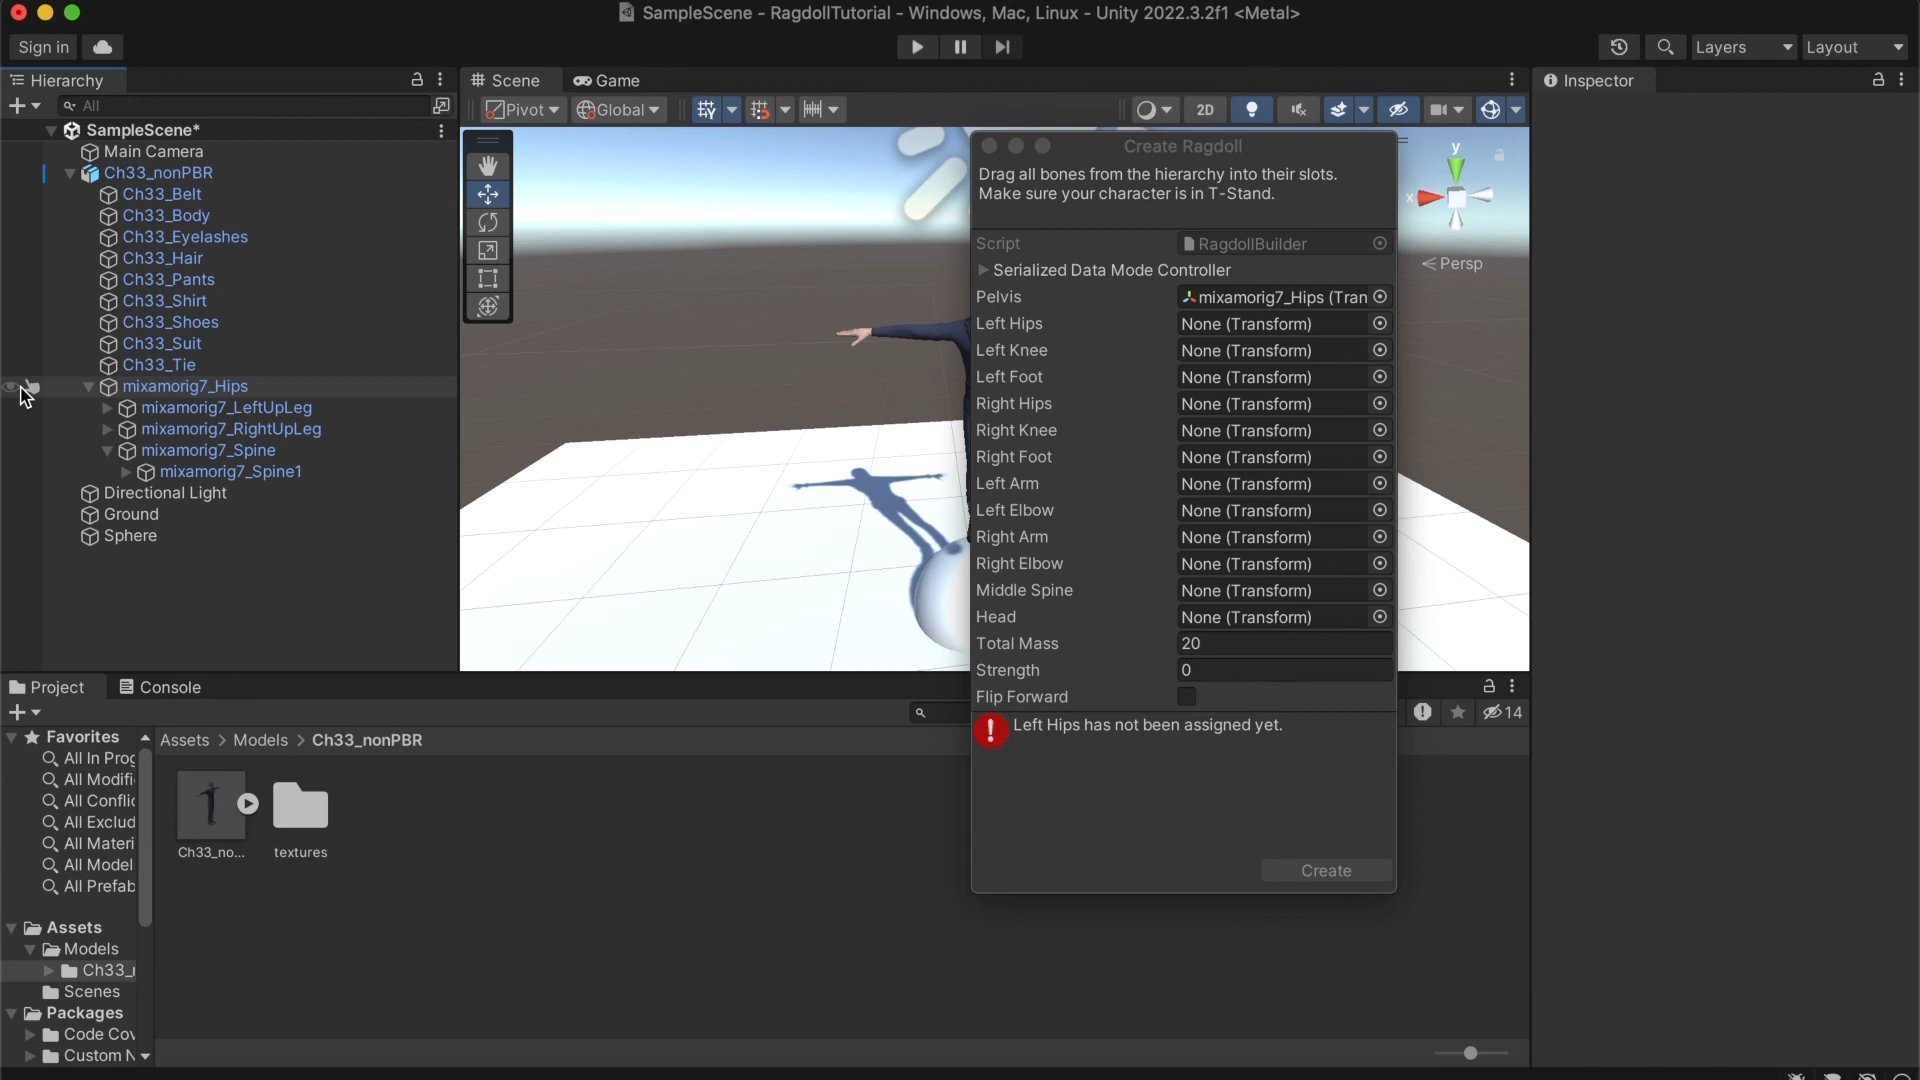 SampleScene - RagdollTutorial - Windows, Mac, Linux - Unity 2022.3.2f1 <Metal>
Sign in
Layers
Layout
Hierarchy
All
SampleScene*
Main Camera
Ch33_nonPBR
Ch33_Belt
Ch33_Body
Ch33_Eyelashes
Ch33_Hair
Ch33_Pants
Ch33_Shirt
Ch33_Shoes
Ch33_Suit
Ch33_Tie
mixamorig7_Hips
mixamorig7_LeftUpLeg
mixamorig7_RightUpLeg
mixamorig7_Spine
mixamorig7_Spine1
Directional Light
Ground
Sphere
Scene
Game
Pivot
Global
2D
y
x
Persp
Create Ragdoll
Drag all bones from the hierarchy into their slots.
Make sure your character is in T-Stand.
Script RagdollBuilder
Serialized Data Mode Controller
Pelvis mixamorig7_Hips (Tran
Left Hips None (Transform)
Left Knee None (Transform)
Left Foot None (Transform)
Right Hips None (Transform)
Right Knee None (Transform)
Right Foot None (Transform)
Left Arm None (Transform)
Left Elbow None (Transform)
Right Arm None (Transform)
Right Elbow None (Transform)
Middle Spine None (Transform)
Head None (Transform)
Total Mass 20
Strength 0
Flip Forward
Left Hips has not been assigned yet.
Create
Inspector
Project
Console
14
Favorites
All In Prog
All Modifi
All Conflic
All Exclud
All Materi
All Model
All Prefab
Assets
Models
Ch33_
Scenes
Packages
Code Cov
Custom N
Assets > Models > Ch33_nonPBR
Ch33_no...
textures